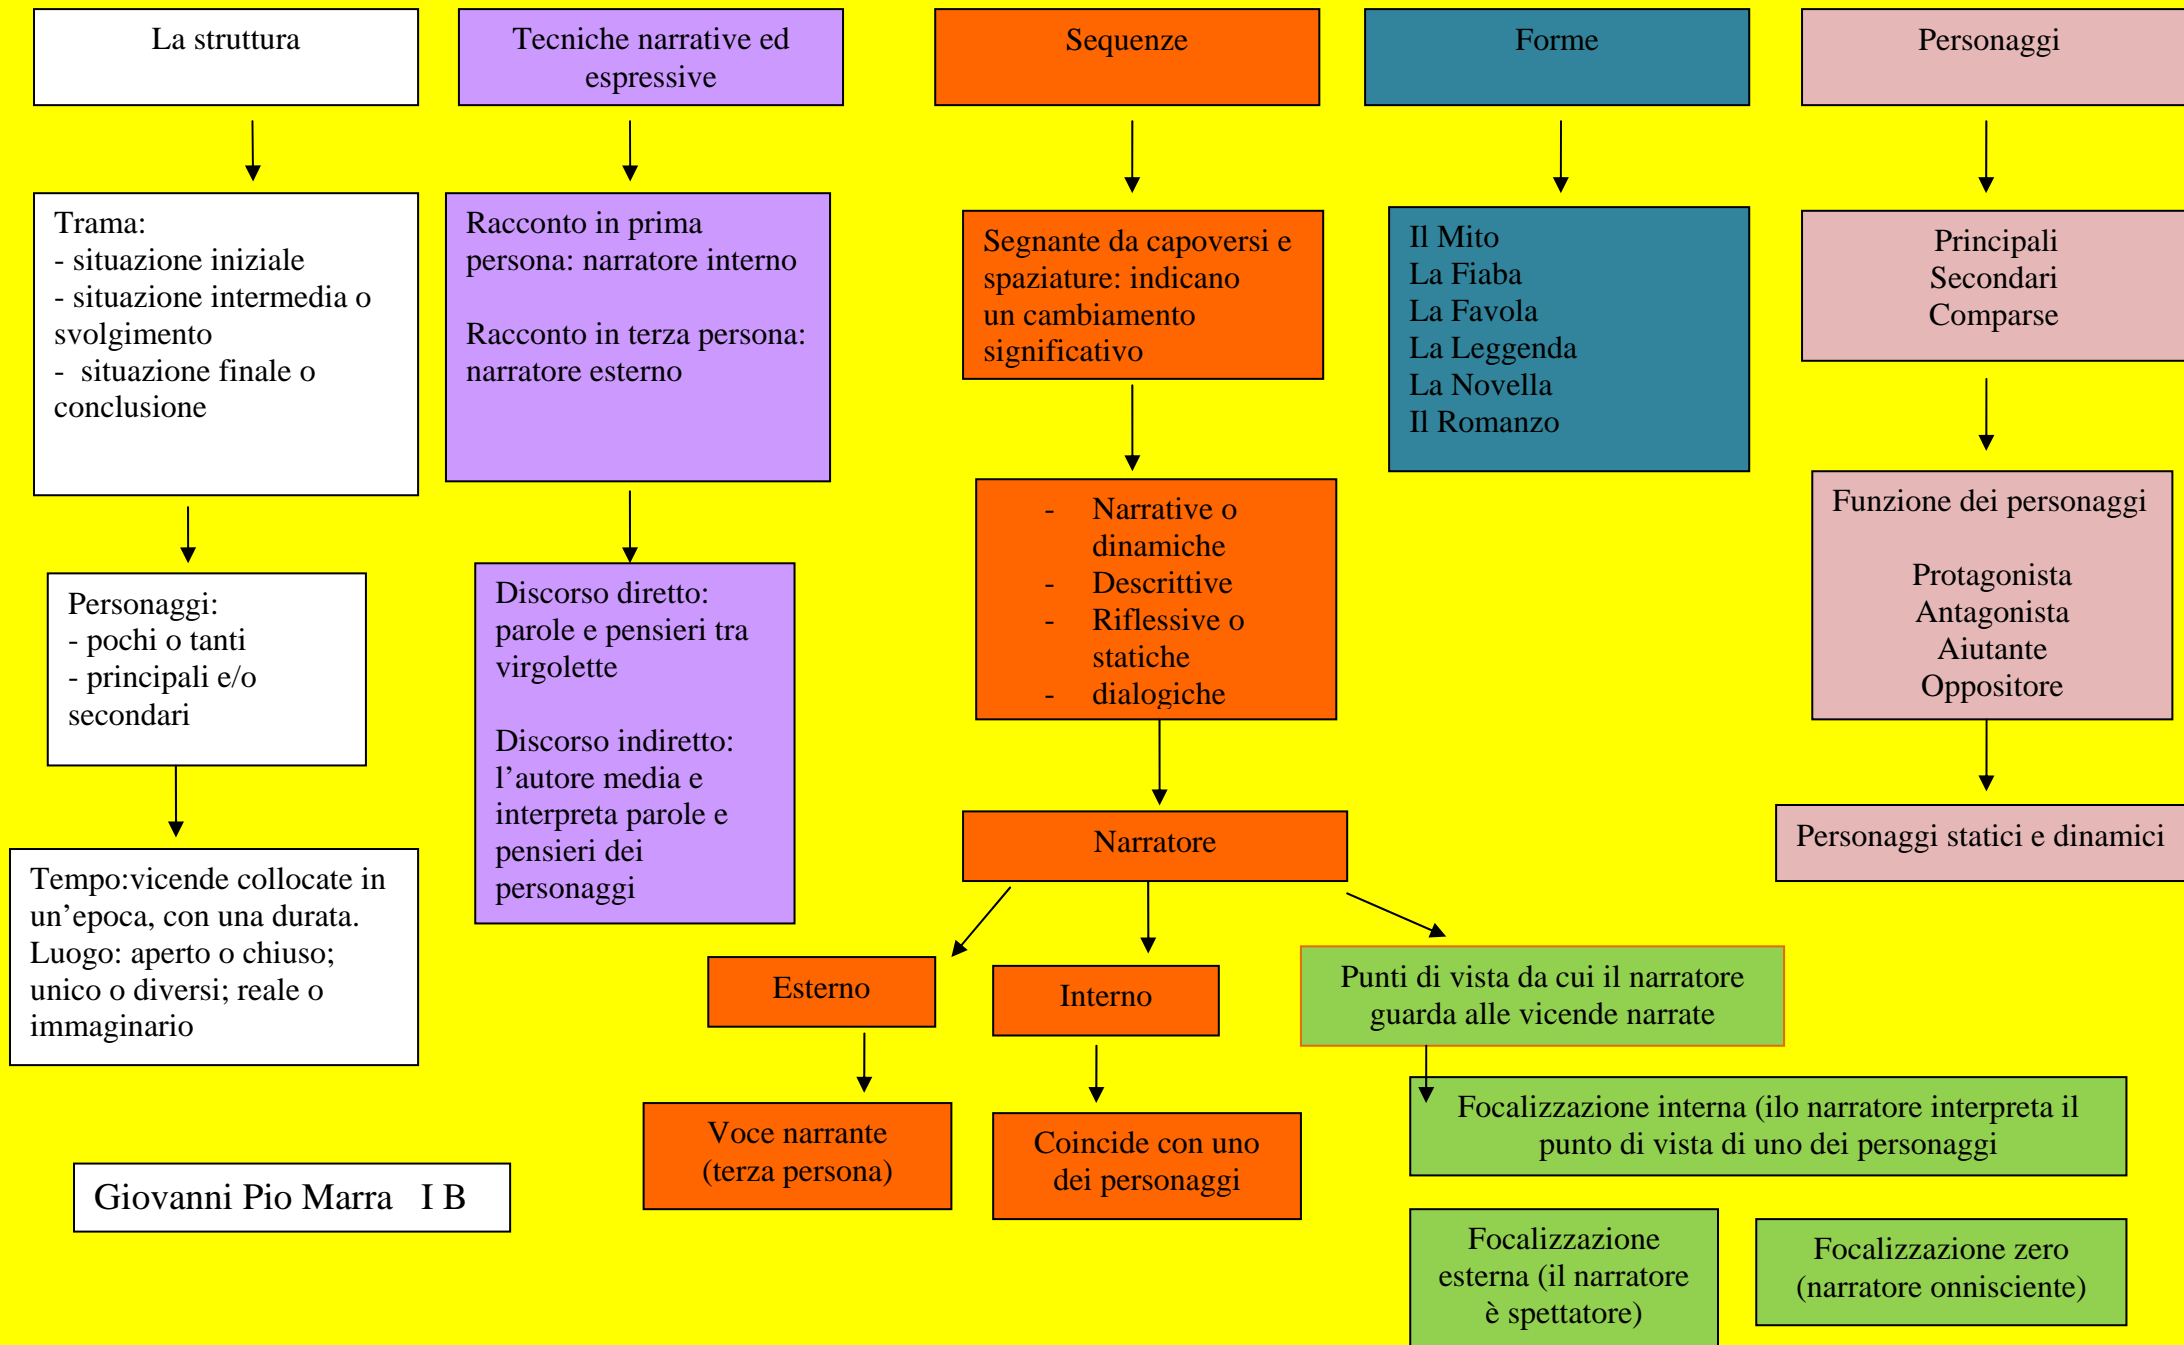 La struttura
Trama:
- situazione iniziale
- situazione intermedia o
svolgimento
-  situazione finale o
conclusione
Personaggi:
- pochi o tanti
- principali e/o
secondari
Tempo:vicende collocate in
un’epoca, con una durata.
Luogo: aperto o chiuso;
unico o diversi; reale o
immaginario
Giovanni Pio Marra   I B
Tecniche narrative ed
espressive
Racconto in prima
persona: narratore interno
Racconto in terza persona:
narratore esterno
Discorso diretto:
parole e pensieri tra
virgolette
Discorso indiretto:
l’autore media e
interpreta parole e
pensieri dei
personaggi
Sequenze
Segnante da capoversi e
spaziature: indicano
un cambiamento
significativo
- Narrative o
dinamiche
- Descrittive
- Riflessive o
statiche
- dialogiche
Narratore
Esterno
Voce narrante
(terza persona)
Interno
Coincide con uno
dei personaggi
Punti di vista da cui il narratore
guarda alle vicende narrate
Focalizzazione interna (ilo narratore interpreta il
punto di vista di uno dei personaggi
Focalizzazione
esterna (il narratore
è spettatore)
Focalizzazione zero
(narratore onnisciente)
Forme
Il Mito
La Fiaba
La Favola
La Leggenda
La Novella
Il Romanzo
Personaggi
Principali
Secondari
Comparse
Funzione dei personaggi
Protagonista
Antagonista
Aiutante
Oppositore
Personaggi statici e dinamici